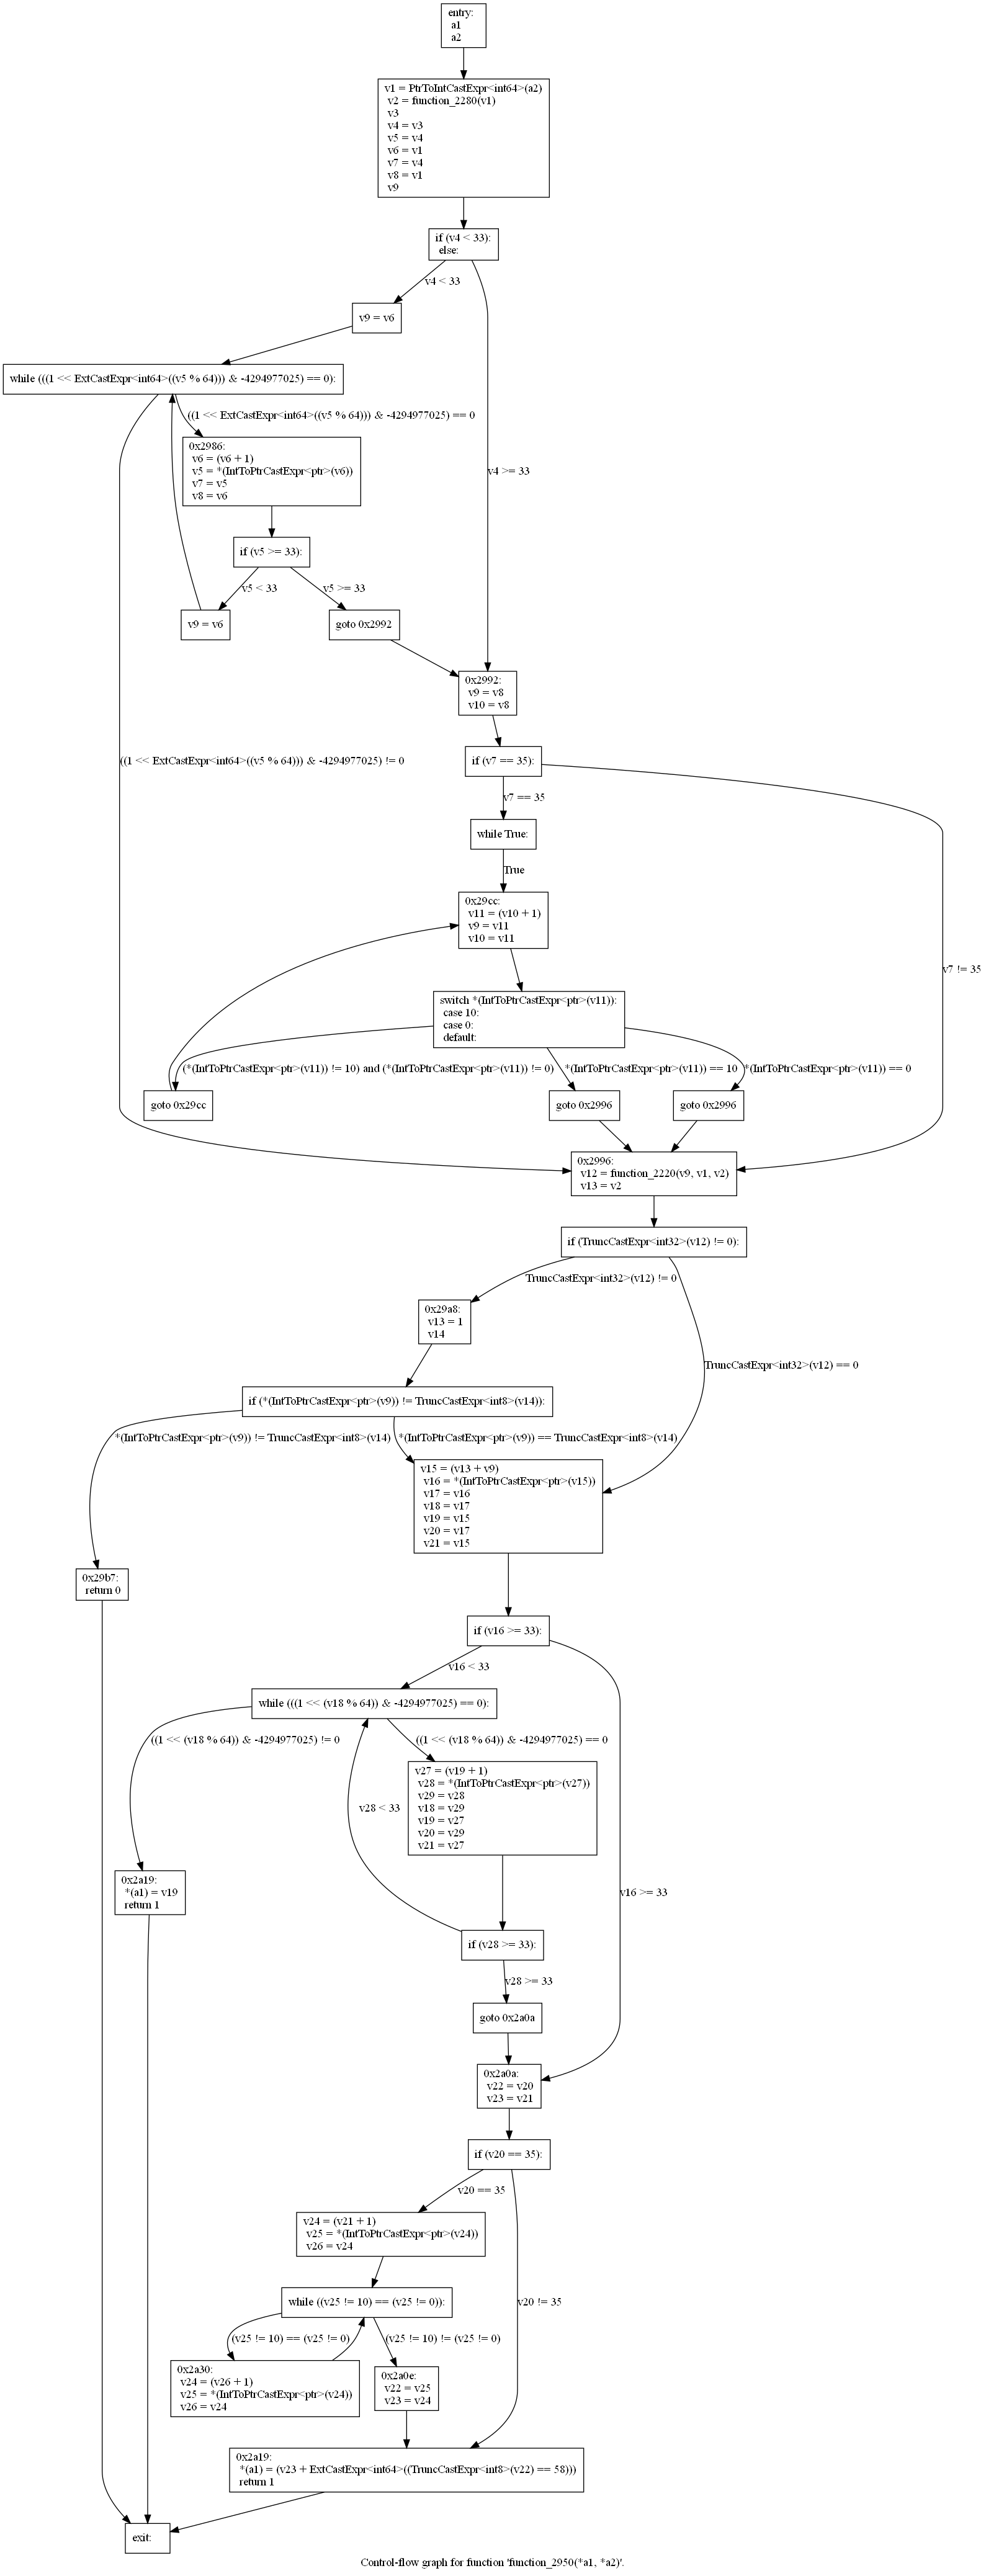 entry:
a1
a2
v1 = PtrToIntCastExpr<int64>(a2)
v2 = function_2280(v1)
v3
v4 = v3
v5 = v4
v6 = v1
v7 = v4
v8 = v1
v9
if (v4 < 33):
else:
v4 < 33
v9 = v6
while (((1 << ExtCastExpr<int64>((v5 % 64))) & -4294977025) == 0):
((1 << ExtCastExpr<int64>((v5 % 64))) & -4294977025) == 0
0x2986:
v6 = (v6 + 1)
v5 = *(IntToPtrCastExpr<ptr>(v6))
v7 = v5
v8 = v6
v4 >= 33
if (v5 >= 33):
v5 < 33
v5 >= 33
v9 = v6
goto 0x2992
0x2992:
v9 = v8
v10 = v8
((1 << ExtCastExpr<int64>((v5 % 64))) & -4294977025) != 0
if (v7 == 35):
v7 == 35
while True:
True
0x29cc:
v11 = (v10 + 1)
v9 = v11
v10 = v11
v7 != 35
switch *(IntToPtrCastExpr<ptr>(v11)):
case 10:
case 0:
default:
(*(IntToPtrCastExpr<ptr>(v11)) != 10) and (*(IntToPtrCastExpr<ptr>(v11)) != 0)
*(IntToPtrCastExpr<ptr>(v11)) == 10
*(IntToPtrCastExpr<ptr>(v11)) == 0
goto 0x29cc
goto 0x2996
goto 0x2996
0x2996:
v12 = function_2220(v9, v1, v2)
v13 = v2
if (TruncCastExpr<int32>(v12) != 0):
TruncCastExpr<int32>(v12) != 0
0x29a8:
v13 = 1
v14
TruncCastExpr<int32>(v12) == 0
if (*(IntToPtrCastExpr<ptr>(v9)) != TruncCastExpr<int8>(v14)):
*(IntToPtrCastExpr<ptr>(v9)) != TruncCastExpr<int8>(v14)
*(IntToPtrCastExpr<ptr>(v9)) == TruncCastExpr<int8>(v14)
v15 = (v13 + v9)
v16 = *(IntToPtrCastExpr<ptr>(v15))
v17 = v16
v18 = v17
v19 = v15
v20 = v17
v21 = v15
0x29b7:
return 0
if (v16 >= 33):
v16 < 33
while (((1 << (v18 % 64)) & -4294977025) == 0):
((1 << (v18 % 64)) & -4294977025) != 0
((1 << (v18 % 64)) & -4294977025) == 0
v27 = (v19 + 1)
v28 = *(IntToPtrCastExpr<ptr>(v27))
v29 = v28
v18 = v29
v19 = v27
v20 = v29
v21 = v27
v28 < 33
0x2a19:
*(a1) = v19
return 1
v16 >= 33
if (v28 >= 33):
v28 >= 33
goto 0x2a0a
0x2a0a:
v22 = v20
v23 = v21
if (v20 == 35):
v20 == 35
v24 = (v21 + 1)
v25 = *(IntToPtrCastExpr<ptr>(v24))
v26 = v24
while ((v25 != 10) == (v25 != 0)):
v20 != 35
(v25 != 10) == (v25 != 0)
(v25 != 10) != (v25 != 0)
0x2a30:
v24 = (v26 + 1)
v25 = *(IntToPtrCastExpr<ptr>(v24))
v26 = v24
0x2a0e:
v22 = v25
v23 = v24
0x2a19:
*(a1) = (v23 + ExtCastExpr<int64>((TruncCastExpr<int8>(v22) == 58)))
return 1
exit:
Control-flow graph for function 'function_2950(*a1, *a2)'.